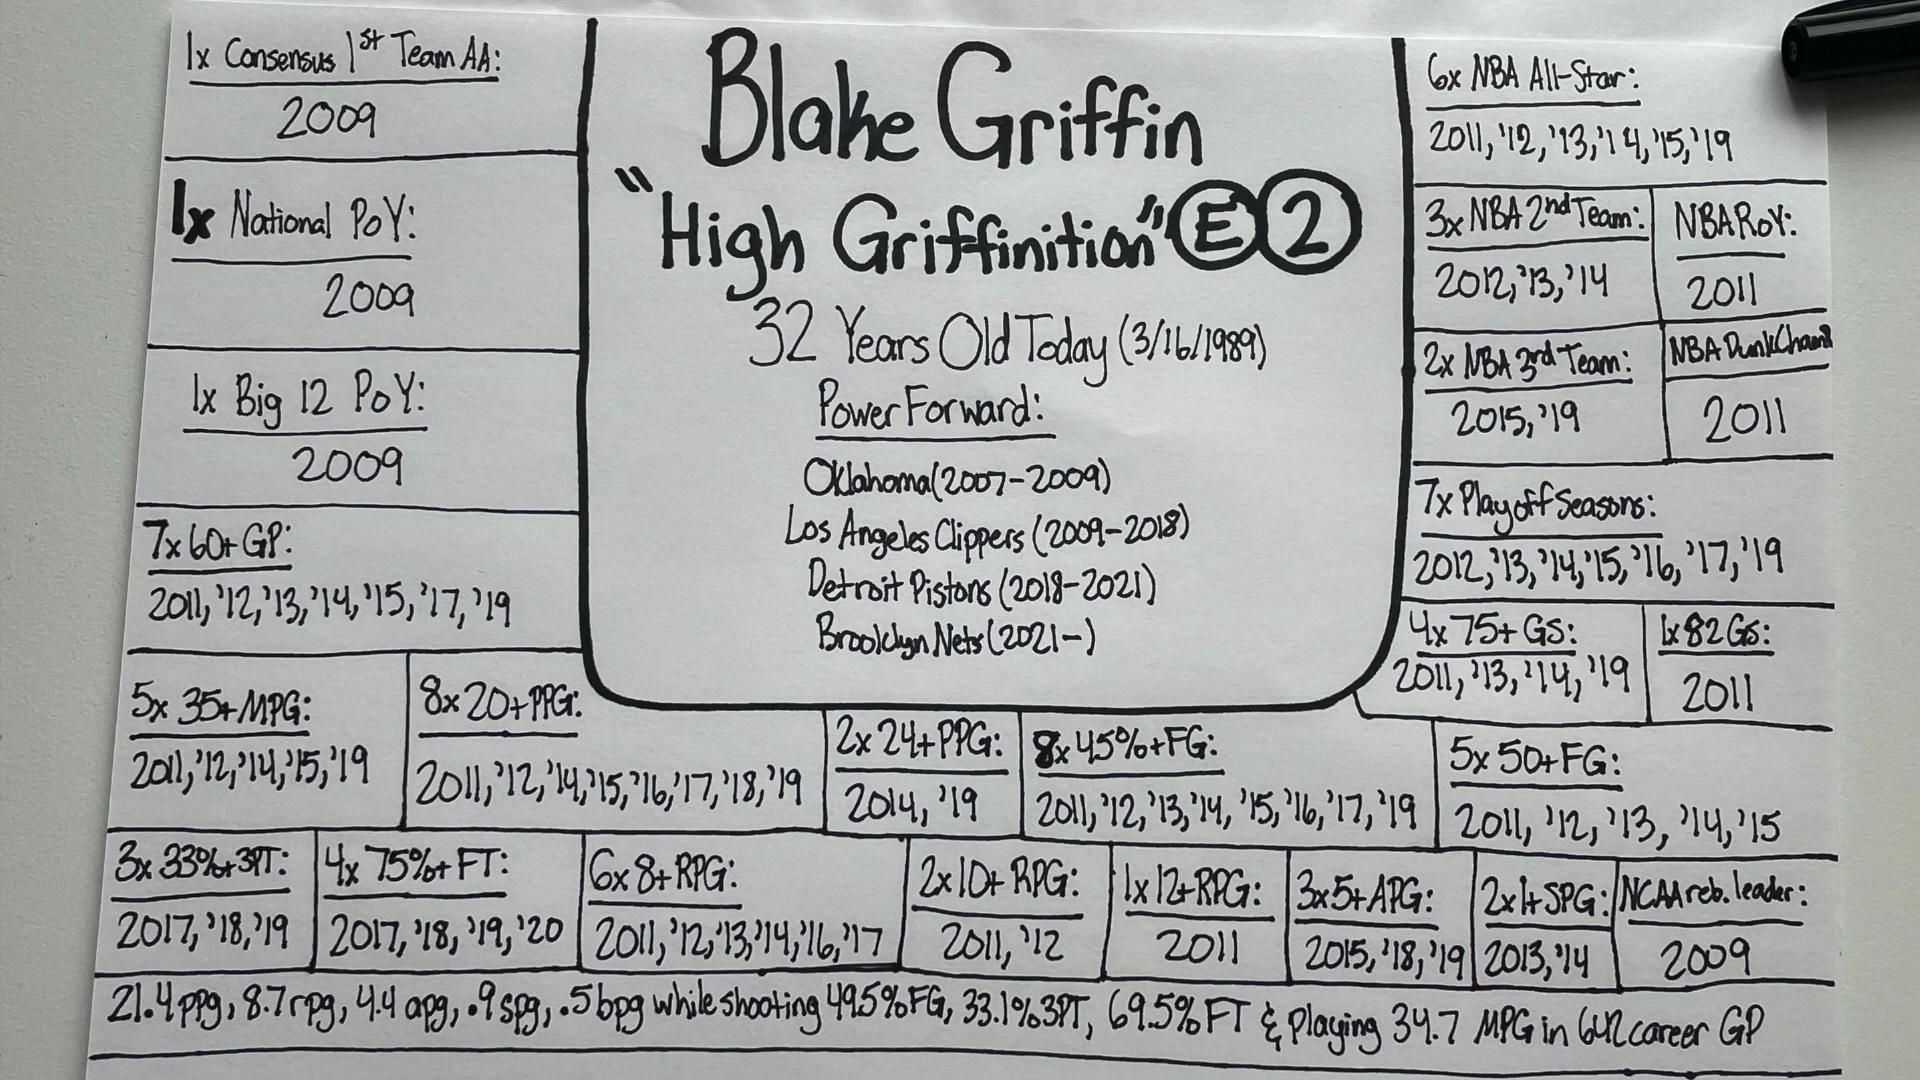 1x Consensus 1st Team AA:
2009
1x National PoY:
2009
1x Big 12 PoY:
2009
7x 60+ GP:
2011, '12, '13, '14, '15, '17, '19
5x 35+ MPG:
2011, '12, '14, '15, '19
8x 20+ PPG:
2011, '12, '14, '15, '16, '17, '18, '19
Blake Griffin
"High Griffinition" E 2
32 Years Old Today (3/16/1989)
Power Forward:
Oklahoma (2007-2009)
Los Angeles Clippers (2009-2018)
Detroit Pistons (2018-2021)
Brooklyn Nets (2021-)
6x NBA All-Star:
2011, '12, '13, '14, '15, '19
3x NBA 2nd Team:
2012, '13, '14
NBA RoY:
2011
2x NBA 3rd Team:
2015, '19
NBA Dunk Champ
2011
7x Playoff Seasons:
2012, '13, '14, '15, '16, '17, '19
4x 75+ GS:
2011, '13, '14, '19
1x 82 GS:
2011
2x 24+ PPG:
2014, '19
8x 45%+ FG:
2011, '12, '13, '14, '15, '16, '17, '19
5x 50+ FG:
2011, '12, '13, '14, '15
3x 33%+ 3PT:
2017, '18, '19
4x 75%+ FT:
2017, '18, '19, '20
6x 8+ RPG:
2011, '12, '13, '14, '16, '17
2x 10+ RPG:
2011, '12
1x 12+ RPG:
2011
3x 5+ APG:
2015, '18, '19
2x 1+ SPG:
2013, '14
NCAA reb. leader:
2009
21.4 ppg, 8.7 rpg, 4.4 apg, .9 spg, .5 bpg while shooting 49.5% FG, 33.1% 3PT, 69.5% FT & Playing 34.7 MPG in 642 career GP